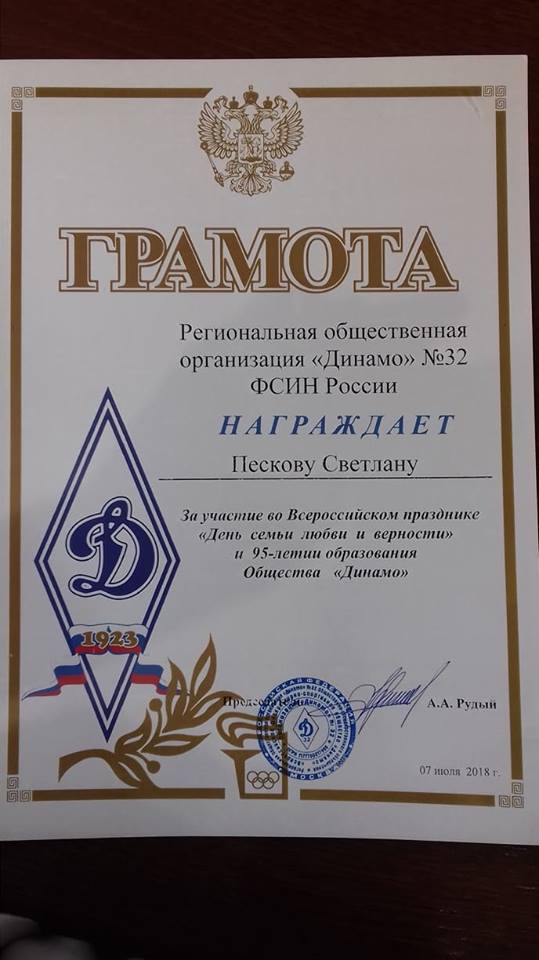 ГРАМОТА
Региональная общественная
организация «Динамо» №32
ФСИН России
НАГРАЖДАЕТ
Пескову Светлану
За участие во Всероссийском празднике
«День семьи любви и верности»
и 95-летии образования
Общества «Динамо»
Д
1923
А.А. Рудый
07 июля 2018 г.